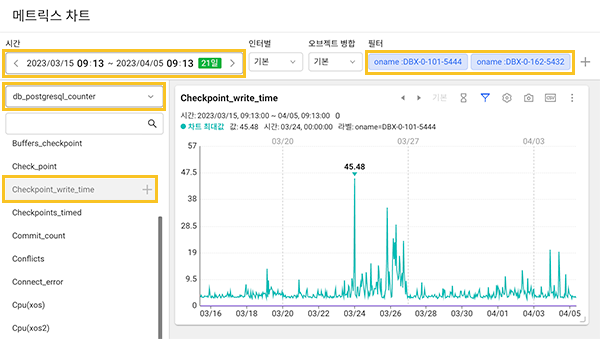 메트릭스 차트
시간 인터벌 오브젝트 병합 필터
2023/03/15 09:13 ~ 2023/04/05 09:13 21일 기본 기본 oname :DBX-0-101-5444 oname :DBX-0-162-5432
db_postgresql_counter
Buffers_checkpoint
Check_point
Checkpoint_write_time
Checkpoints_timed
Commit_count
Conflicts
Connect_error
Cpu(xos)
Cpu(xos2)
Checkpoint_write_time 기본 CSV
시간: 2023/03/15, 09:13:00 ~ 04/05, 09:13:00 ()
차트 최대값 값: 45.48 시간: 03/24, 00:00:00 라벨: oname=DBX-0-101-5444
03/20 03/27 04/03
57
47.5
38
28.5
19
9.5
0
45.48
03/16 03/18 03/20 03/22 03/24 03/26 03/28 03/30 04/01 04/03 04/05